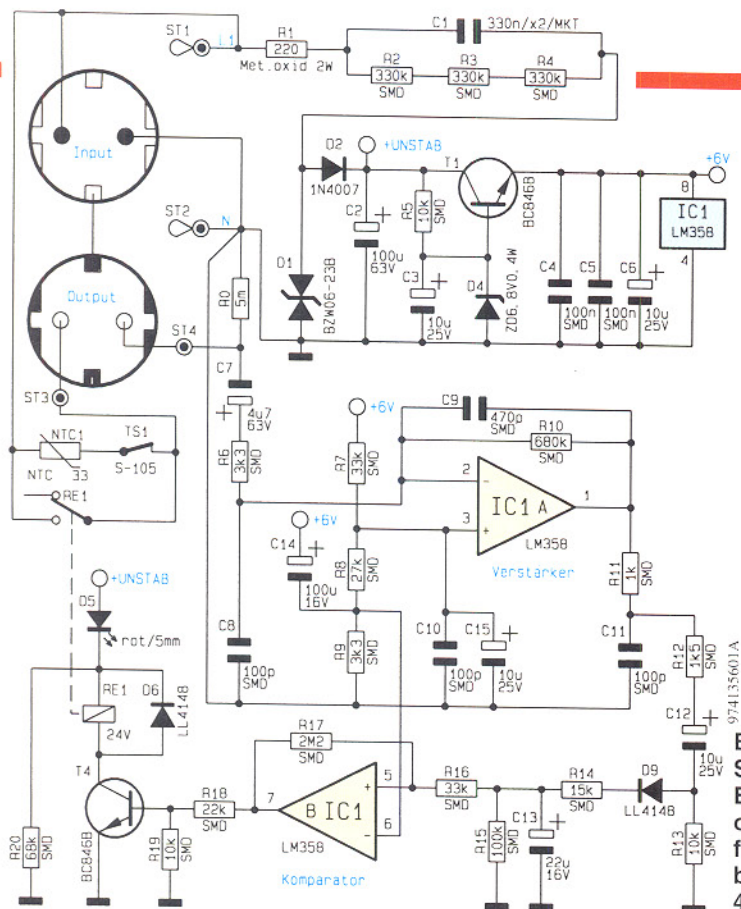 ST1
L1
R1
220
Met.oxid 2W
C1
330n/x2/MKT
R2
330k
SMD
R3
330k
SMD
R4
330k
SMD
Input
Output
ST2
N
R0
5m
ST4
ST3
D2
1N4007
+UNSTAB
T1
BC846B
+6V
R5
10k
SMD
C2
100u
63V
+
D1
BZW06-23B
C3
10u
25V
+
D4
ZD6, 8V0, 4W
C4
100n
SMD
C5
100n
SMD
C6
10u
25V
+
8
IC1
LM358
4
C7
4u7
63V
+
R6
3k3
SMD
NTC1
NTC
33
TS1
S-105
RE1
+6V
R7
33k
SMD
C9
470p
SMD
R10
680k
SMD
2
-
IC1 A
1
3
+
LM358
Verstärker
+6V
C14
100u
16V
+
R8
27k
SMD
R9
3k3
SMD
C8
100p
SMD
C10
100p
SMD
C15
10u
25V
+
R11
1k
SMD
C11
100p
SMD
R12
1k5
SMD
C12
10u
25V
+
974135601A
+UNSTAB
D5
rot/5mm
RE1
24V
D6
LL4148
T4
BC846B
R20
68k
SMD
R18
22k
SMD
R19
10k
SMD
R17
2M2
SMD
7
B IC1
5
+
6
-
LM358
Komparator
R16
33k
SMD
R15
100k
SMD
C13
22u
16V
+
R14
15k
SMD
D9
LL4148
R13
10k
SMD